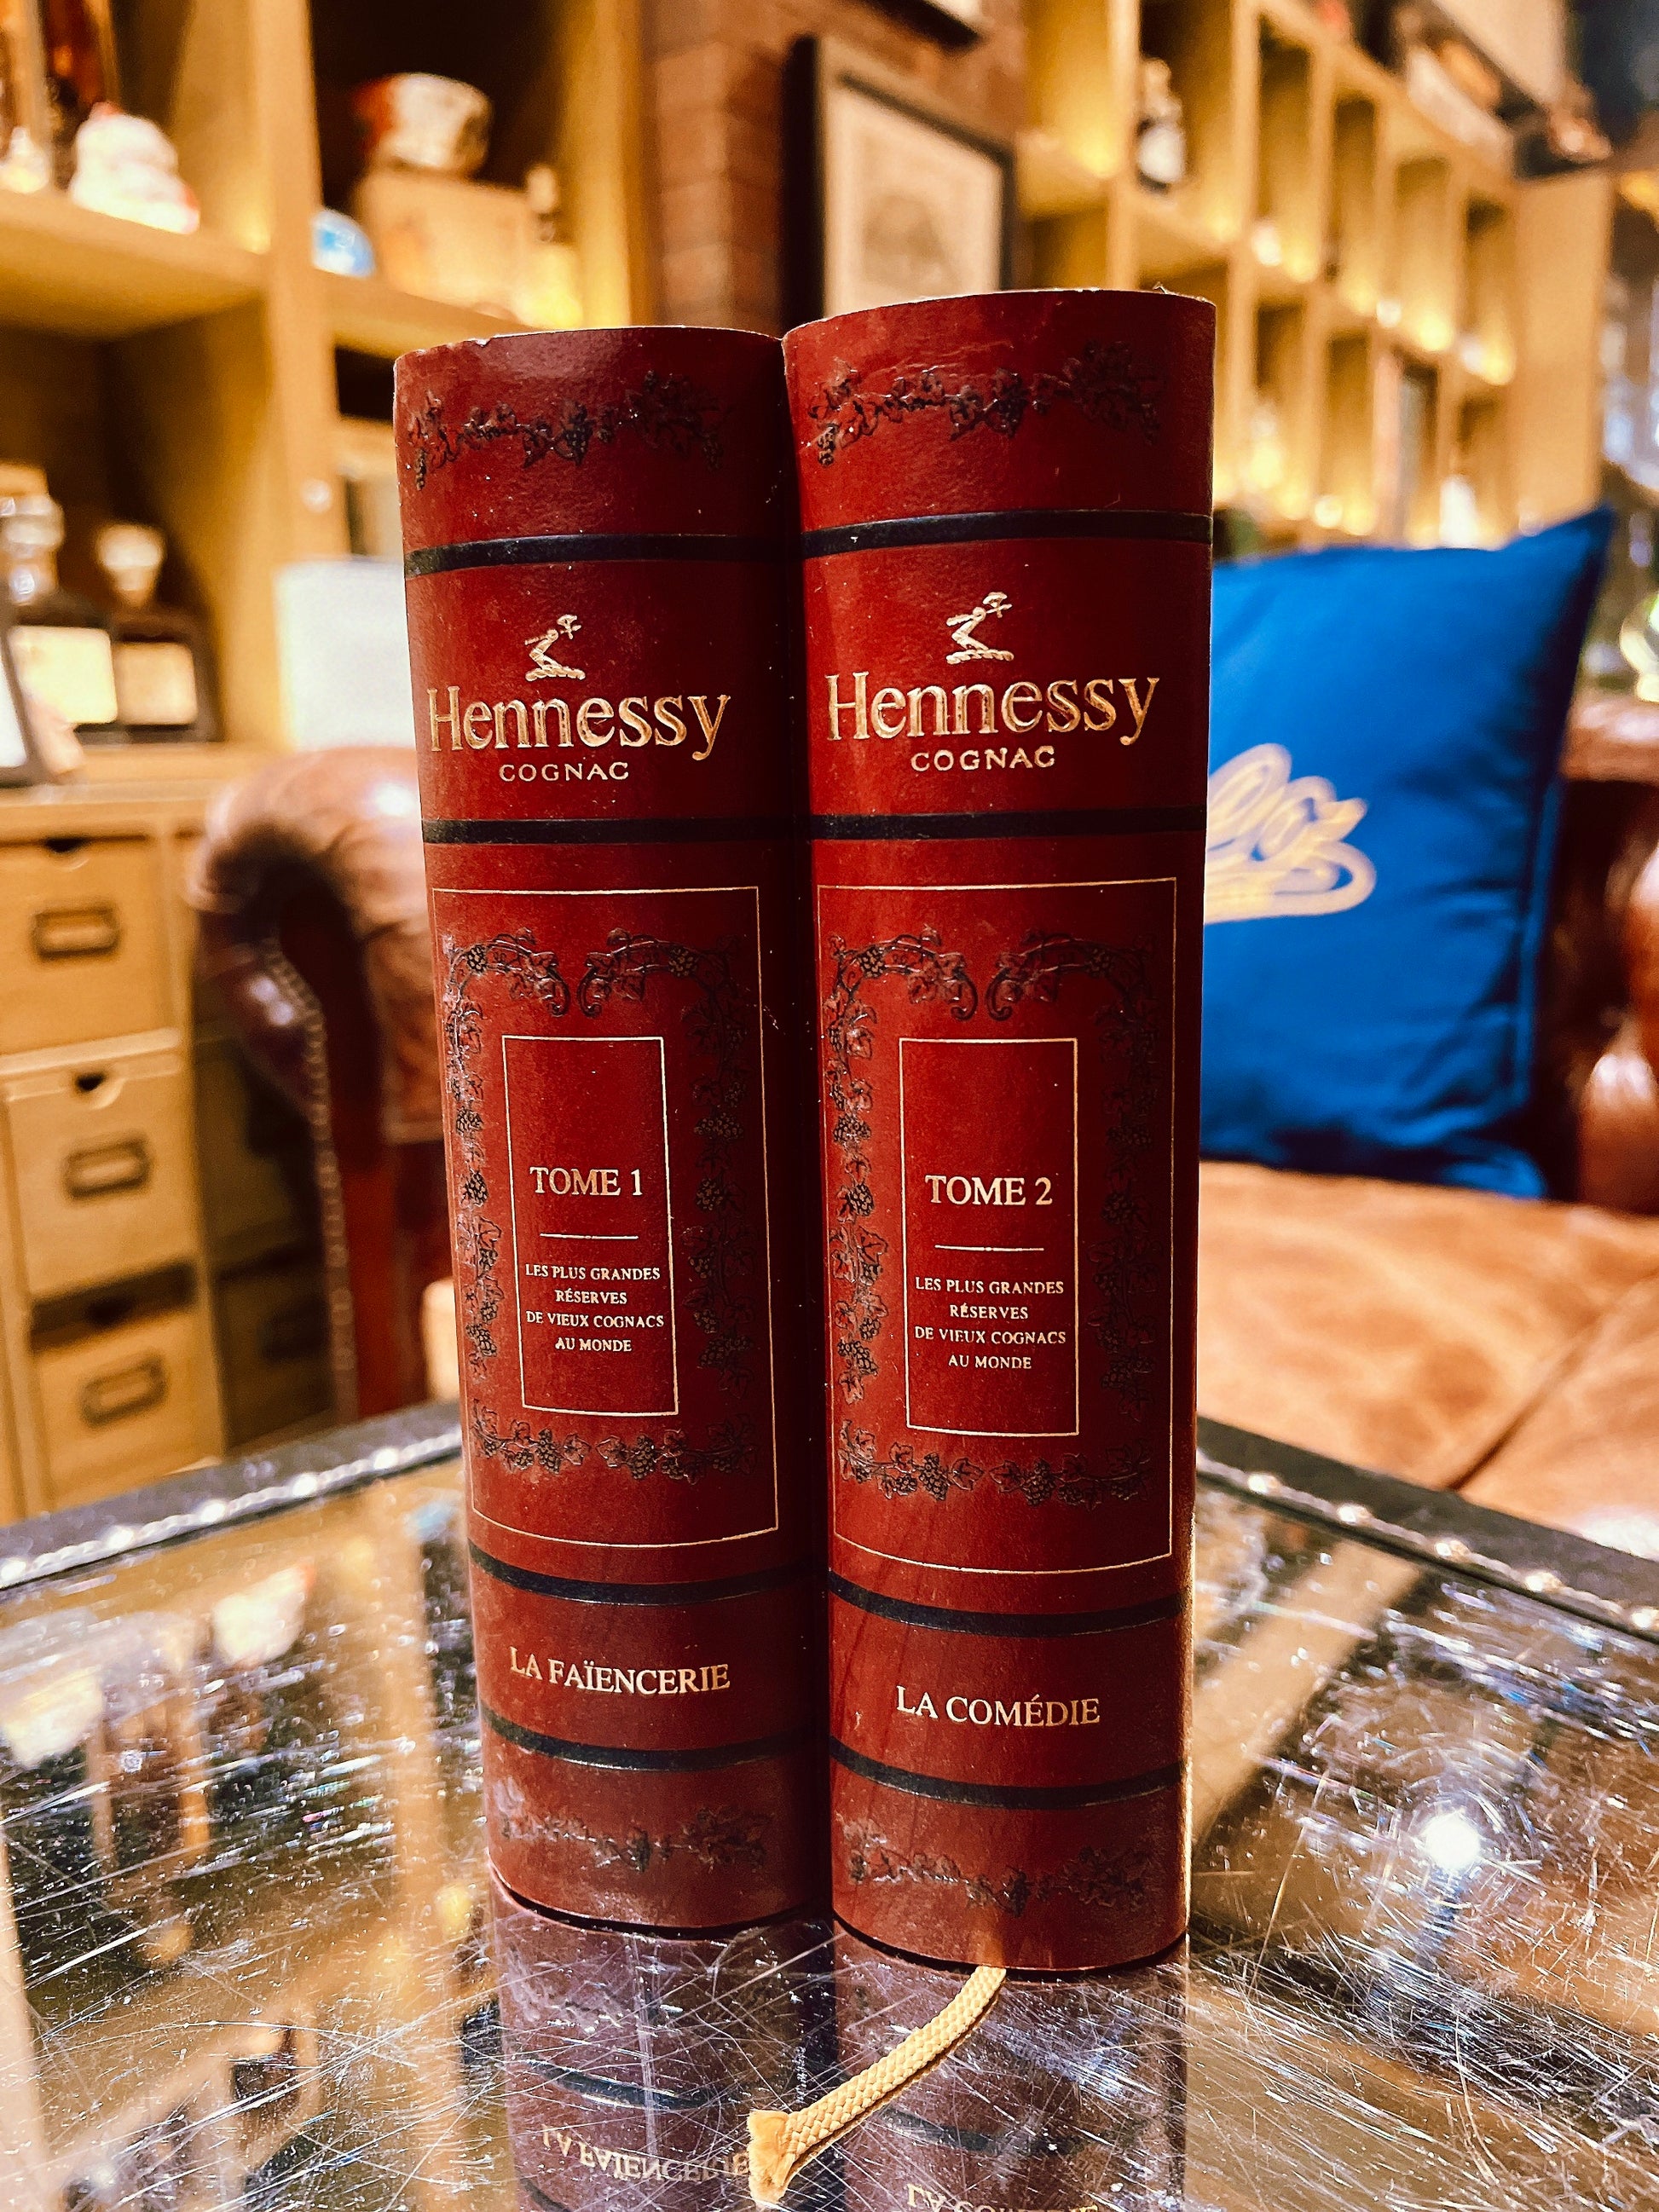 Hennessy
COGNAC
TOME 1
LES PLUS GRANDES
RÉSERVES
DE VIEUX COGNACS
AU MONDE
LA FAÏENCERIE
Hennessy
COGNAC
TOME 2
LES PLUS GRANDES
RÉSERVES
DE VIEUX COGNACS
AU MONDE
LA COMÉDIE